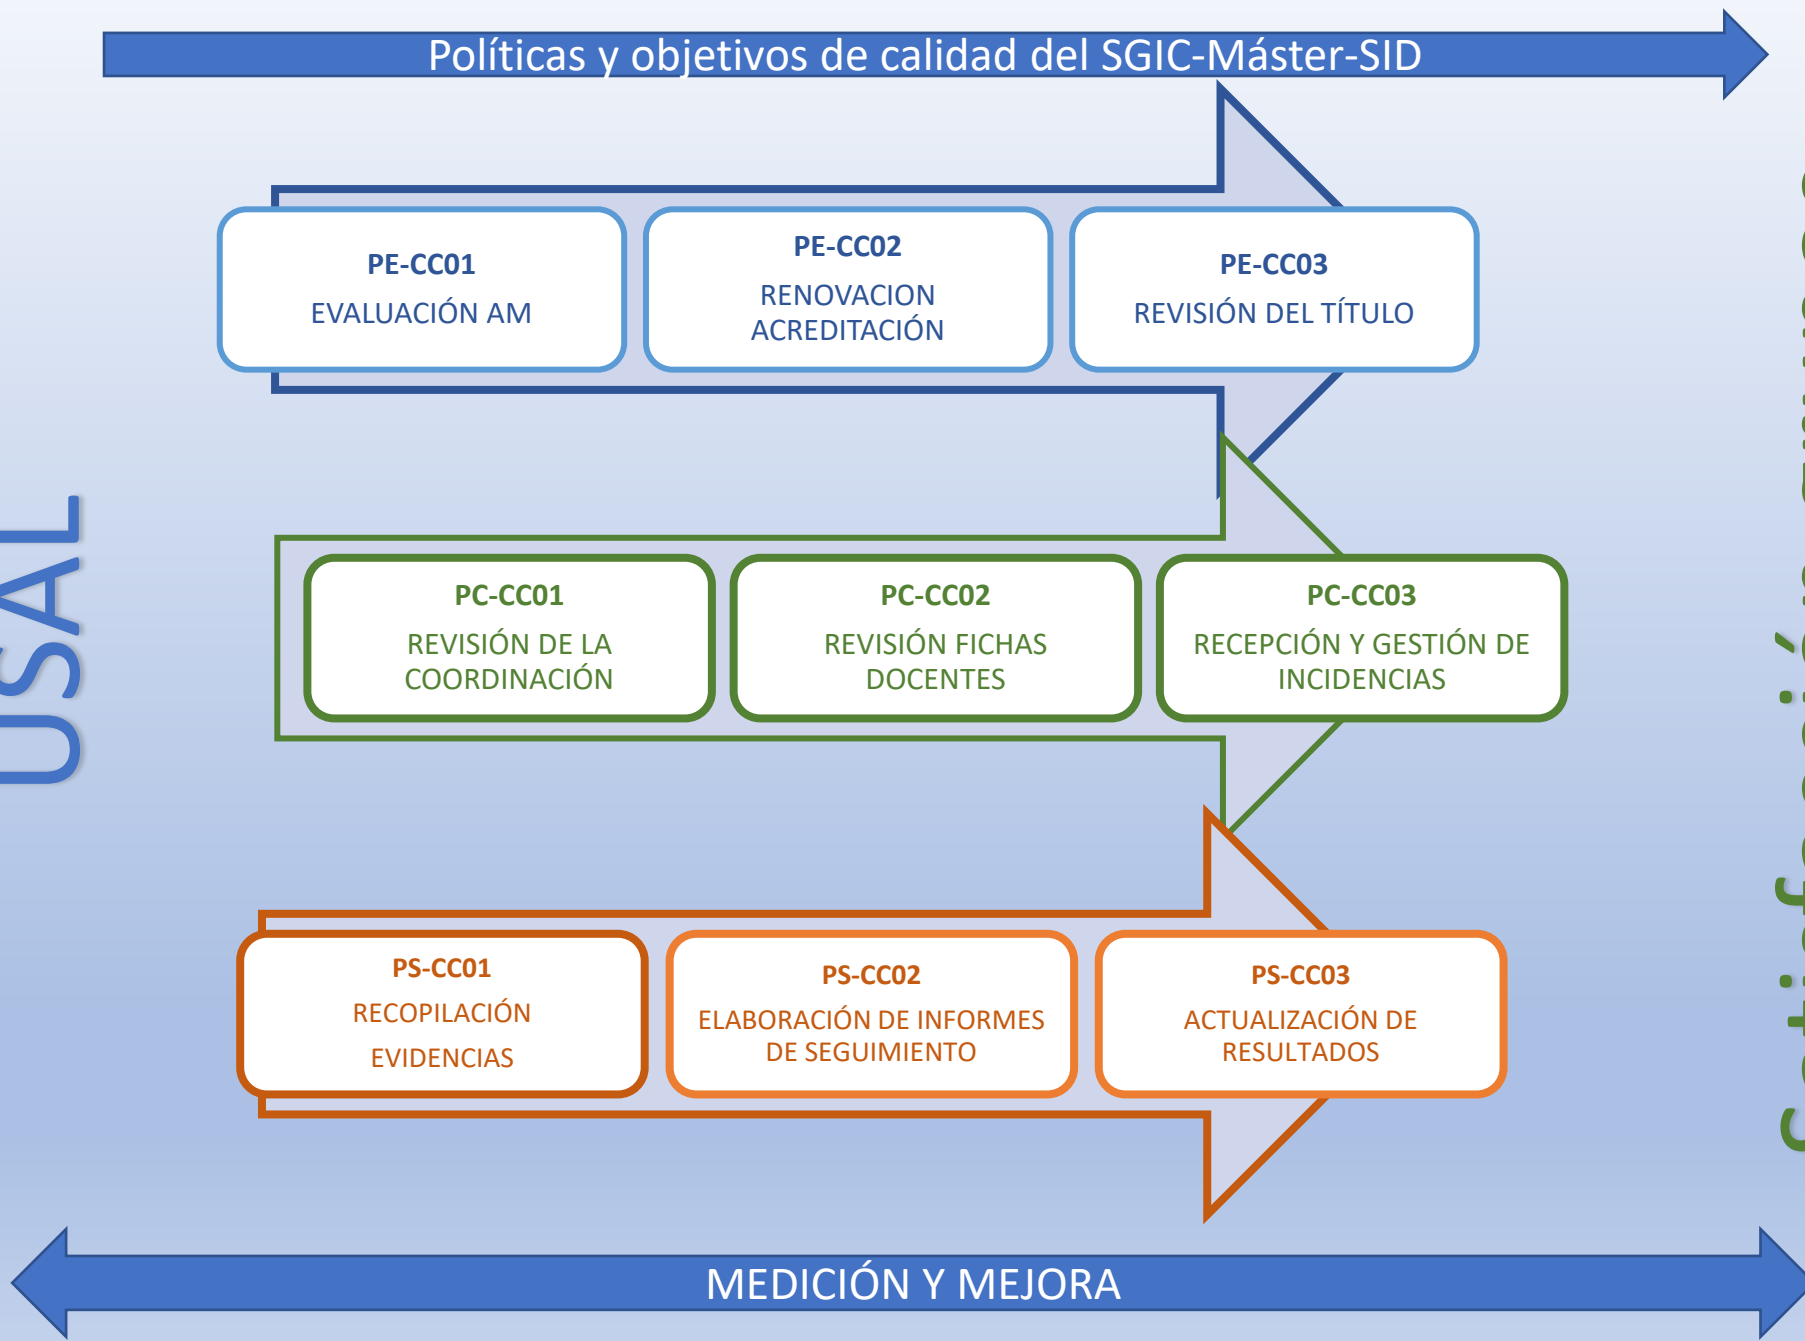 Políticas y objetivos de calidad del SGIC-Máster-SID
USAL
PE-CC01
EVALUACIÓN AM
PE-CC02
RENOVACION
ACREDITACIÓN
PE-CC03
REVISIÓN DEL TÍTULO
PC-CC01
REVISIÓN DE LA
COORDINACIÓN
PC-CC02
REVISIÓN FICHAS
DOCENTES
PC-CC03
RECEPCIÓN Y GESTIÓN DE
INCIDENCIAS
PS-CC01
RECOPILACIÓN
EVIDENCIAS
PS-CC02
ELABORACIÓN DE INFORMES
DE SEGUIMIENTO
PS-CC03
ACTUALIZACIÓN DE
RESULTADOS
Satisfacción
MEDICIÓN Y MEJORA